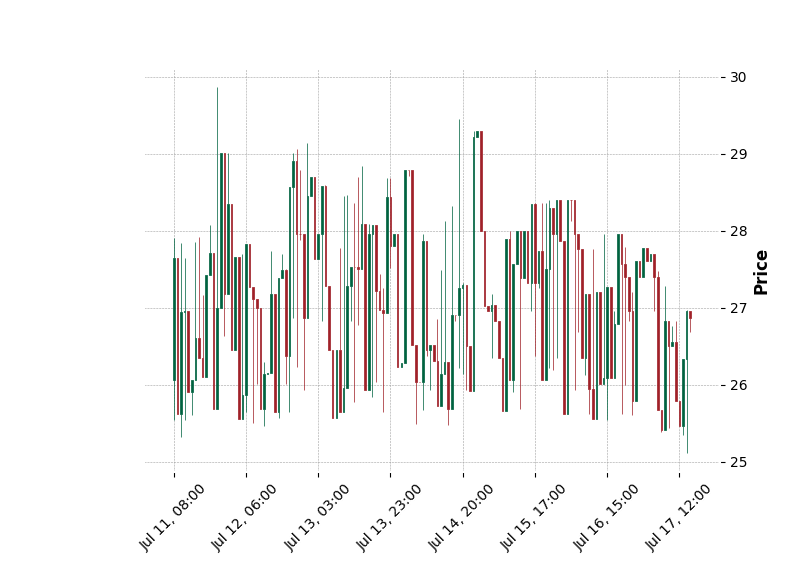 30
29
28
27
26
25
Price
Jul 11, 08:00
Jul 12, 06:00
Jul 13, 03:00
Jul 13, 23:00
Jul 14, 20:00
Jul 15, 17:00
Jul 16, 15:00
Jul 17, 12:00